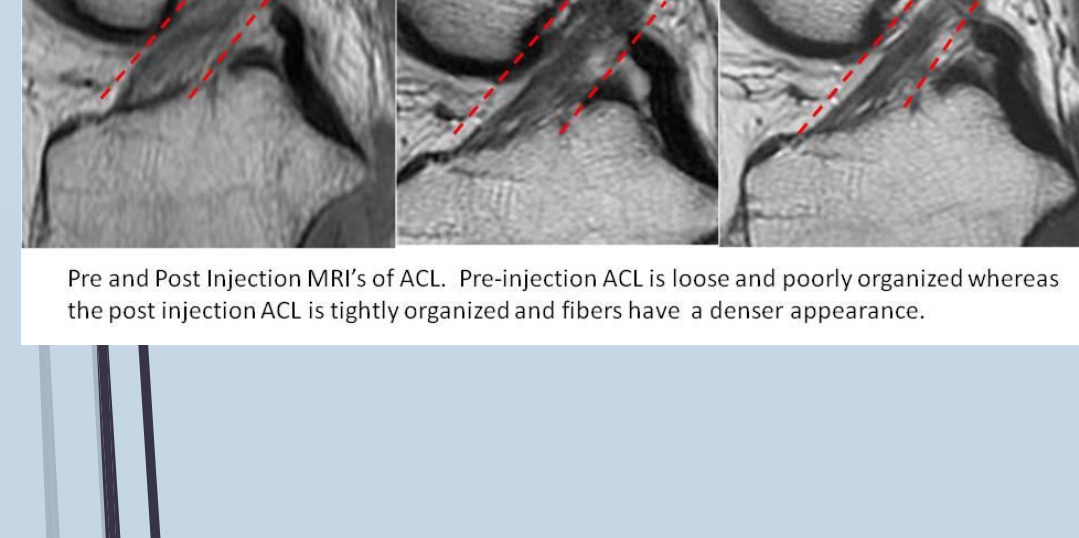 Pre and Post Injection MRI's of ACL.  Pre-injection ACL is loose and poorly organized whereas
the post injection ACL is tightly organized and fibers have  a denser appearance.